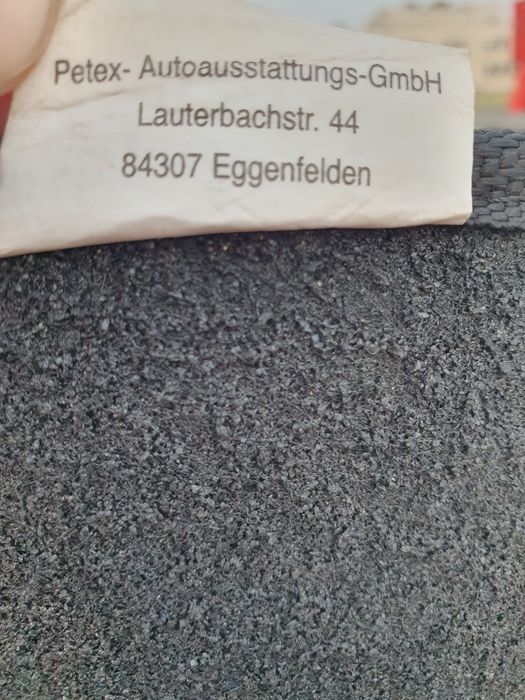 Petex- Autoausstattungs-GmbH
Lauterbachstr. 44
84307 Eggenfelden